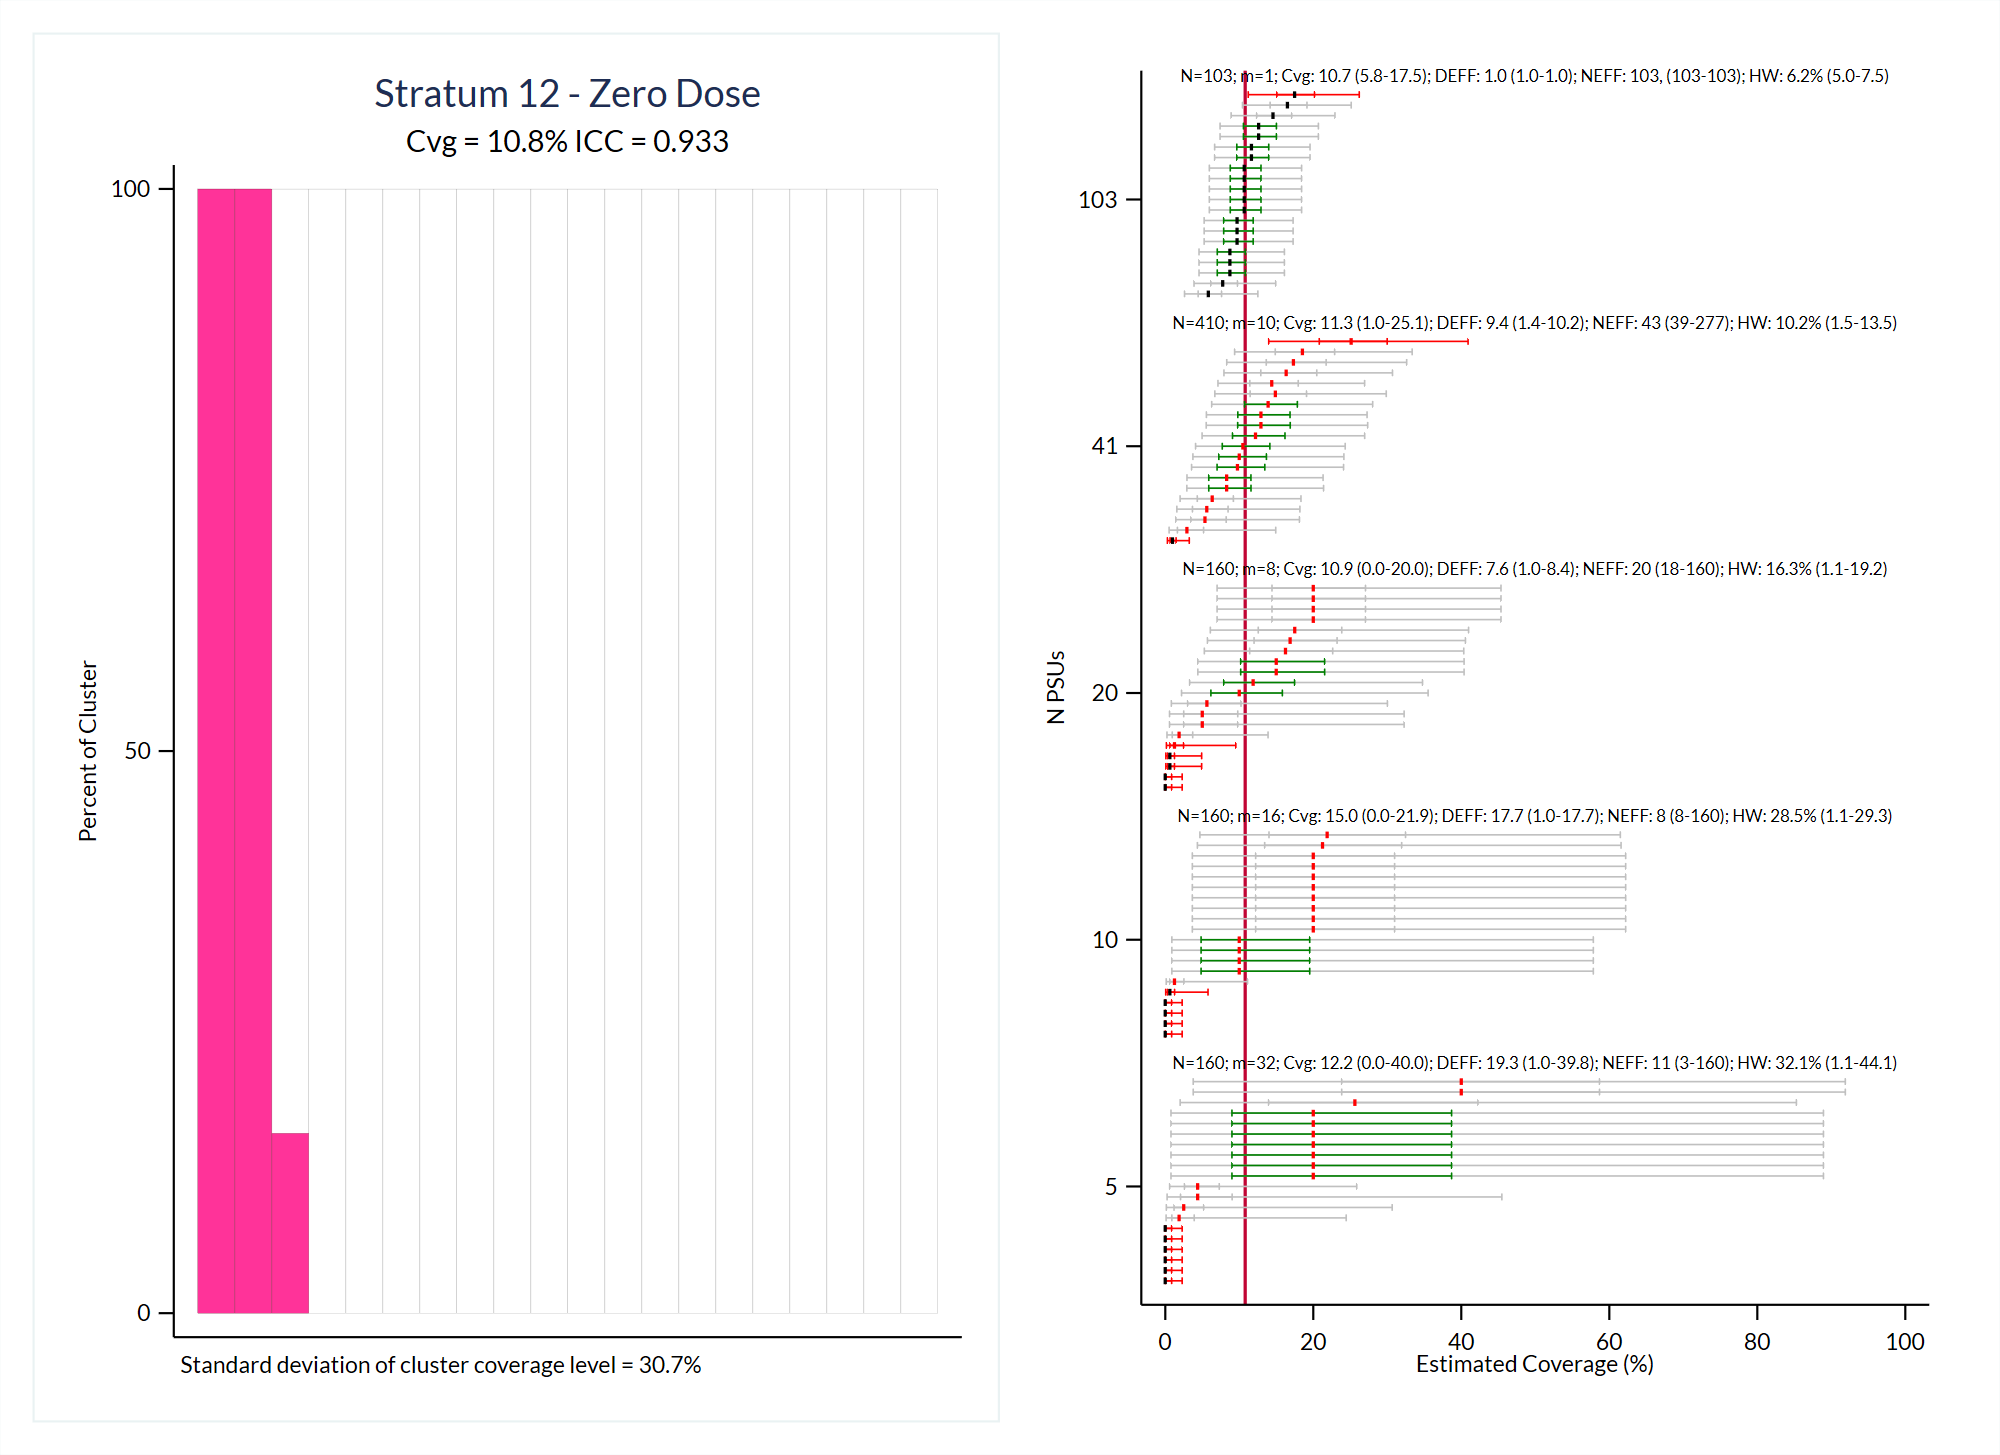 Stratum 12 - Zero Dose
Cvg = 10.8% ICC = 0.933
Percent of Cluster
100
50
0
Standard deviation of cluster coverage level = 30.7%
N PSUs
N=103; m=1; Cvg: 10.7 (5.8-17.5); DEFF: 1.0 (1.0-1.0); NEFF: 103, (103-103); HW: 6.2% (5.0-7.5)
103
N=410; m=10; Cvg: 11.3 (1.0-25.1); DEFF: 9.4 (1.4-10.2); NEFF: 43 (39-277); HW: 10.2% (1.5-13.5)
41
N=160; m=8; Cvg: 10.9 (0.0-20.0); DEFF: 7.6 (1.0-8.4); NEFF: 20 (18-160); HW: 16.3% (1.1-19.2)
20
N=160; m=16; Cvg: 15.0 (0.0-21.9); DEFF: 17.7 (1.0-17.7); NEFF: 8 (8-160); HW: 28.5% (1.1-29.3)
10
N=160; m=32; Cvg: 12.2 (0.0-40.0); DEFF: 19.3 (1.0-39.8); NEFF: 11 (3-160); HW: 32.1% (1.1-44.1)
5
0 20 40 60 80 100
Estimated Coverage (%)